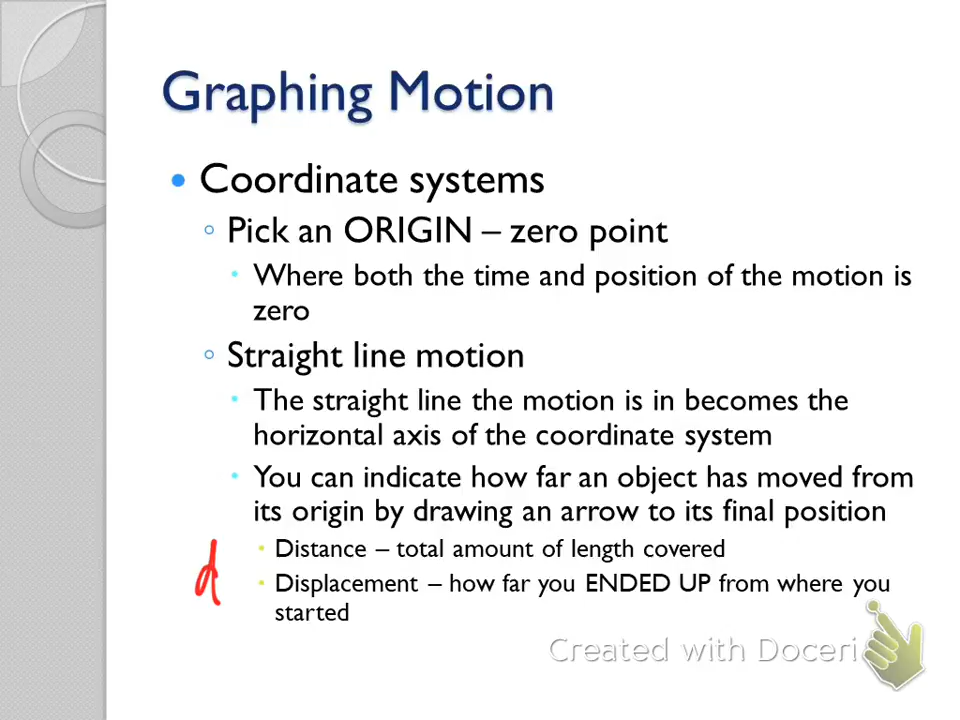 Graphing Motion
• Coordinate systems
◦ Pick an ORIGIN – zero point
• Where both the time and position of the motion is
zero
◦ Straight line motion
• The straight line the motion is in becomes the
horizontal axis of the coordinate system
• You can indicate how far an object has moved from
its origin by drawing an arrow to its final position
• Distance – total amount of length covered
d
• Displacement – how far you ENDED UP from where you
started
Created with Doceri